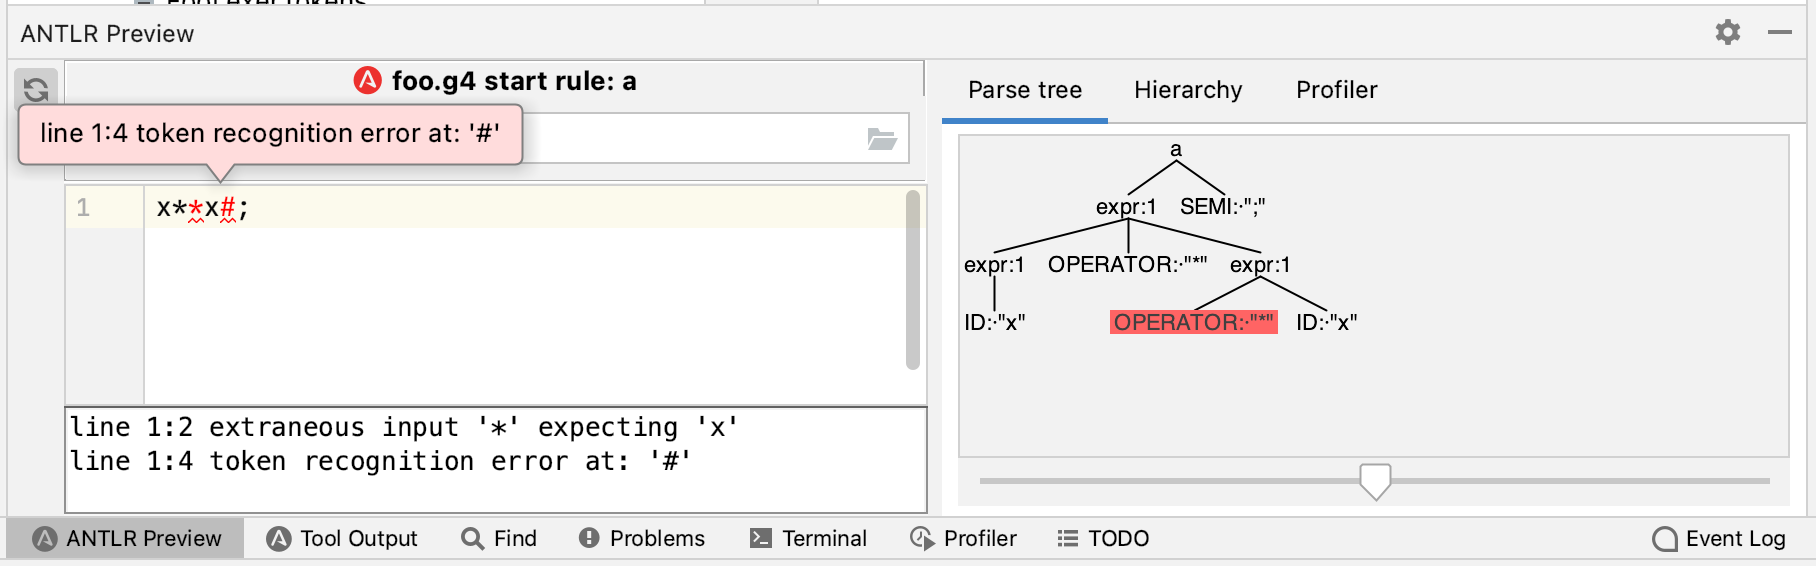 ANTLR Preview
foo.g4 start rule: a
line 1:4 token recognition error at: '#'
1 x**x#;
line 1:2 extraneous input '*' expecting 'x'
line 1:4 token recognition error at: '#'
Parse tree Hierarchy Profiler
a
expr:1 SEMI:·";"
expr:1 OPERATOR:·"*" expr:1
ID:·"x" OPERATOR:·"*" ID:·"x"
ANTLR Preview Tool Output Find Problems Terminal Profiler TODO Event Log